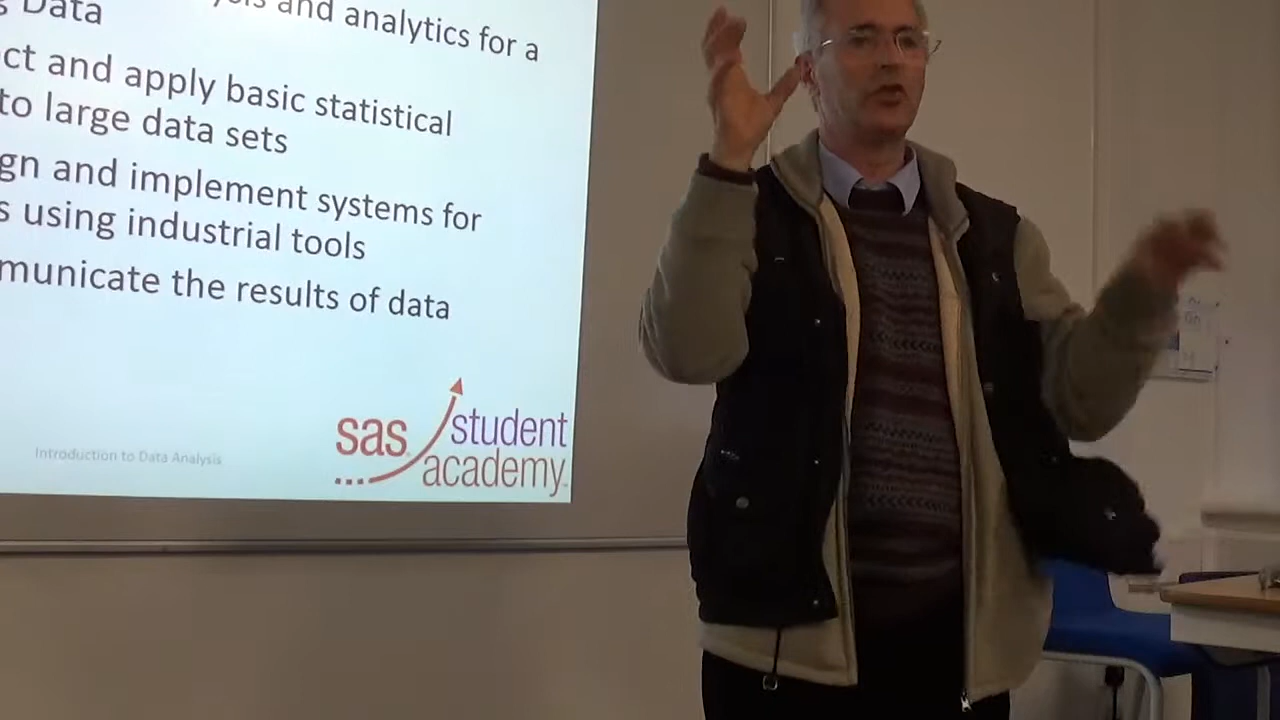 Data
and analytics for a
ct and apply basic statistical
to large data sets
gn and implement systems for
s using industrial tools
municate the results of data
sas student
academy
Introduction to Data Analysis